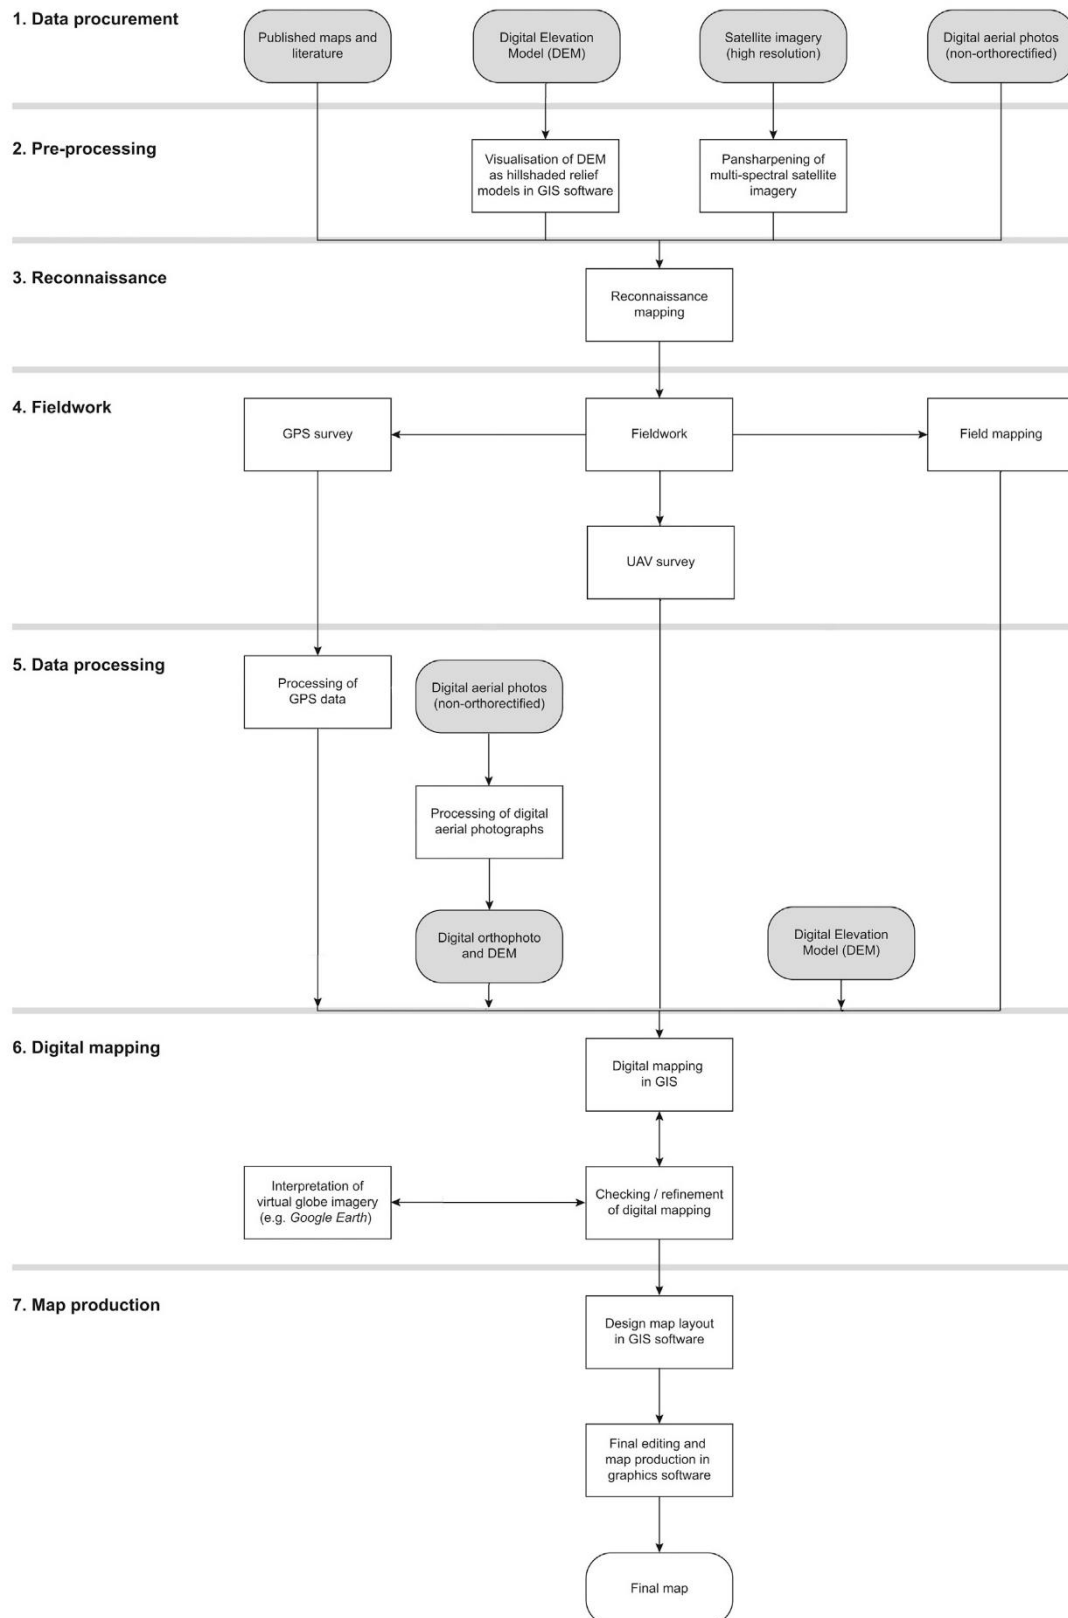 1. Data procurement
Published maps and
literature
Digital Elevation
Model (DEM)
Satellite imagery
(high resolution)
Digital aerial photos
(non-orthorectified)
2. Pre-processing
Visualisation of DEM
as hillshaded relief
models in GIS software
Pansharpening of
multi-spectral satellite
imagery
3. Reconnaissance
Reconnaissance
mapping
4. Fieldwork
GPS survey
Fieldwork
Field mapping
UAV survey
5. Data processing
Processing of
GPS data
Digital aerial photos
(non-orthorectified)
Processing of digital
aerial photographs
Digital orthophoto
and DEM
Digital Elevation
Model (DEM)
6. Digital mapping
Digital mapping
in GIS
Interpretation of
virtual globe imagery
(e.g. Google Earth)
Checking / refinement
of digital mapping
7. Map production
Design map layout
in GIS software
Final editing and
map production in
graphics software
Final map